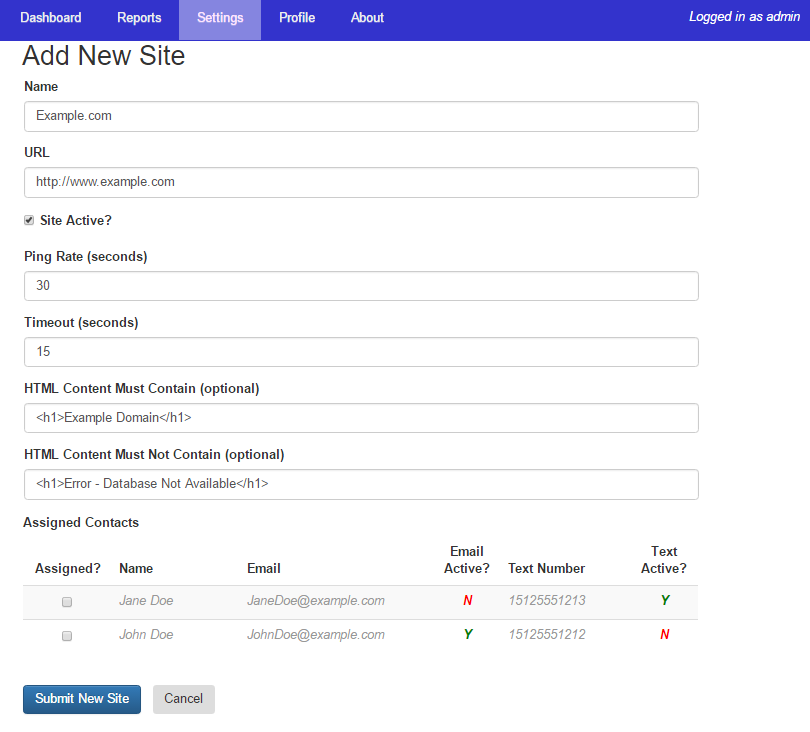 Dashboard Reports Settings Profile About Logged in as admin
Add New Site
Name
Example.com
URL
http://www.example.com
Site Active?
Ping Rate (seconds)
30
Timeout (seconds)
15
HTML Content Must Contain (optional)
<h1>Example Domain</h1>
HTML Content Must Not Contain (optional)
<h1>Error - Database Not Available</h1>
Assigned Contacts
Assigned? Name Email Email Active? Text Number Text Active?
Jane Doe JaneDoe@example.com N 15125551213 Y
John Doe JohnDoe@example.com Y 15125551212 N
Submit New Site Cancel